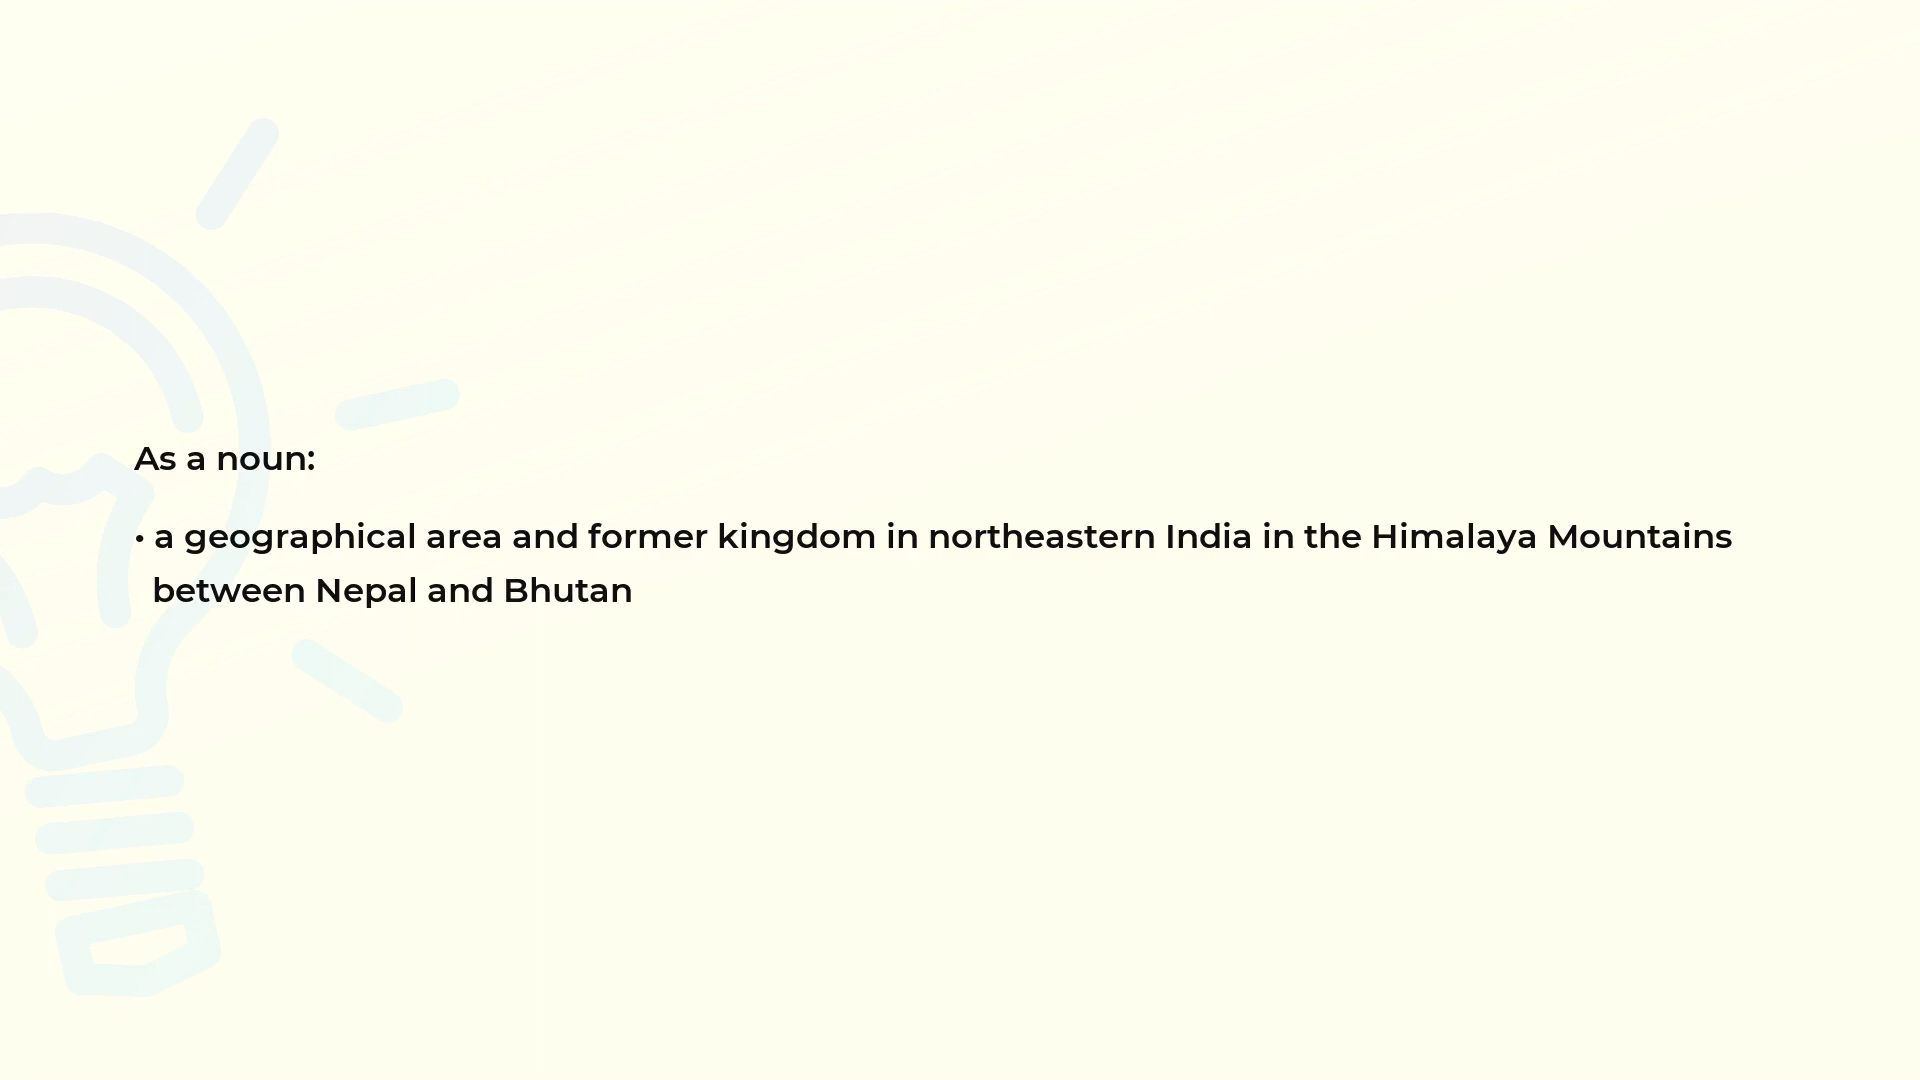 As a noun:
• a geographical area and former kingdom in northeastern India in the Himalaya Mountains
between Nepal and Bhutan